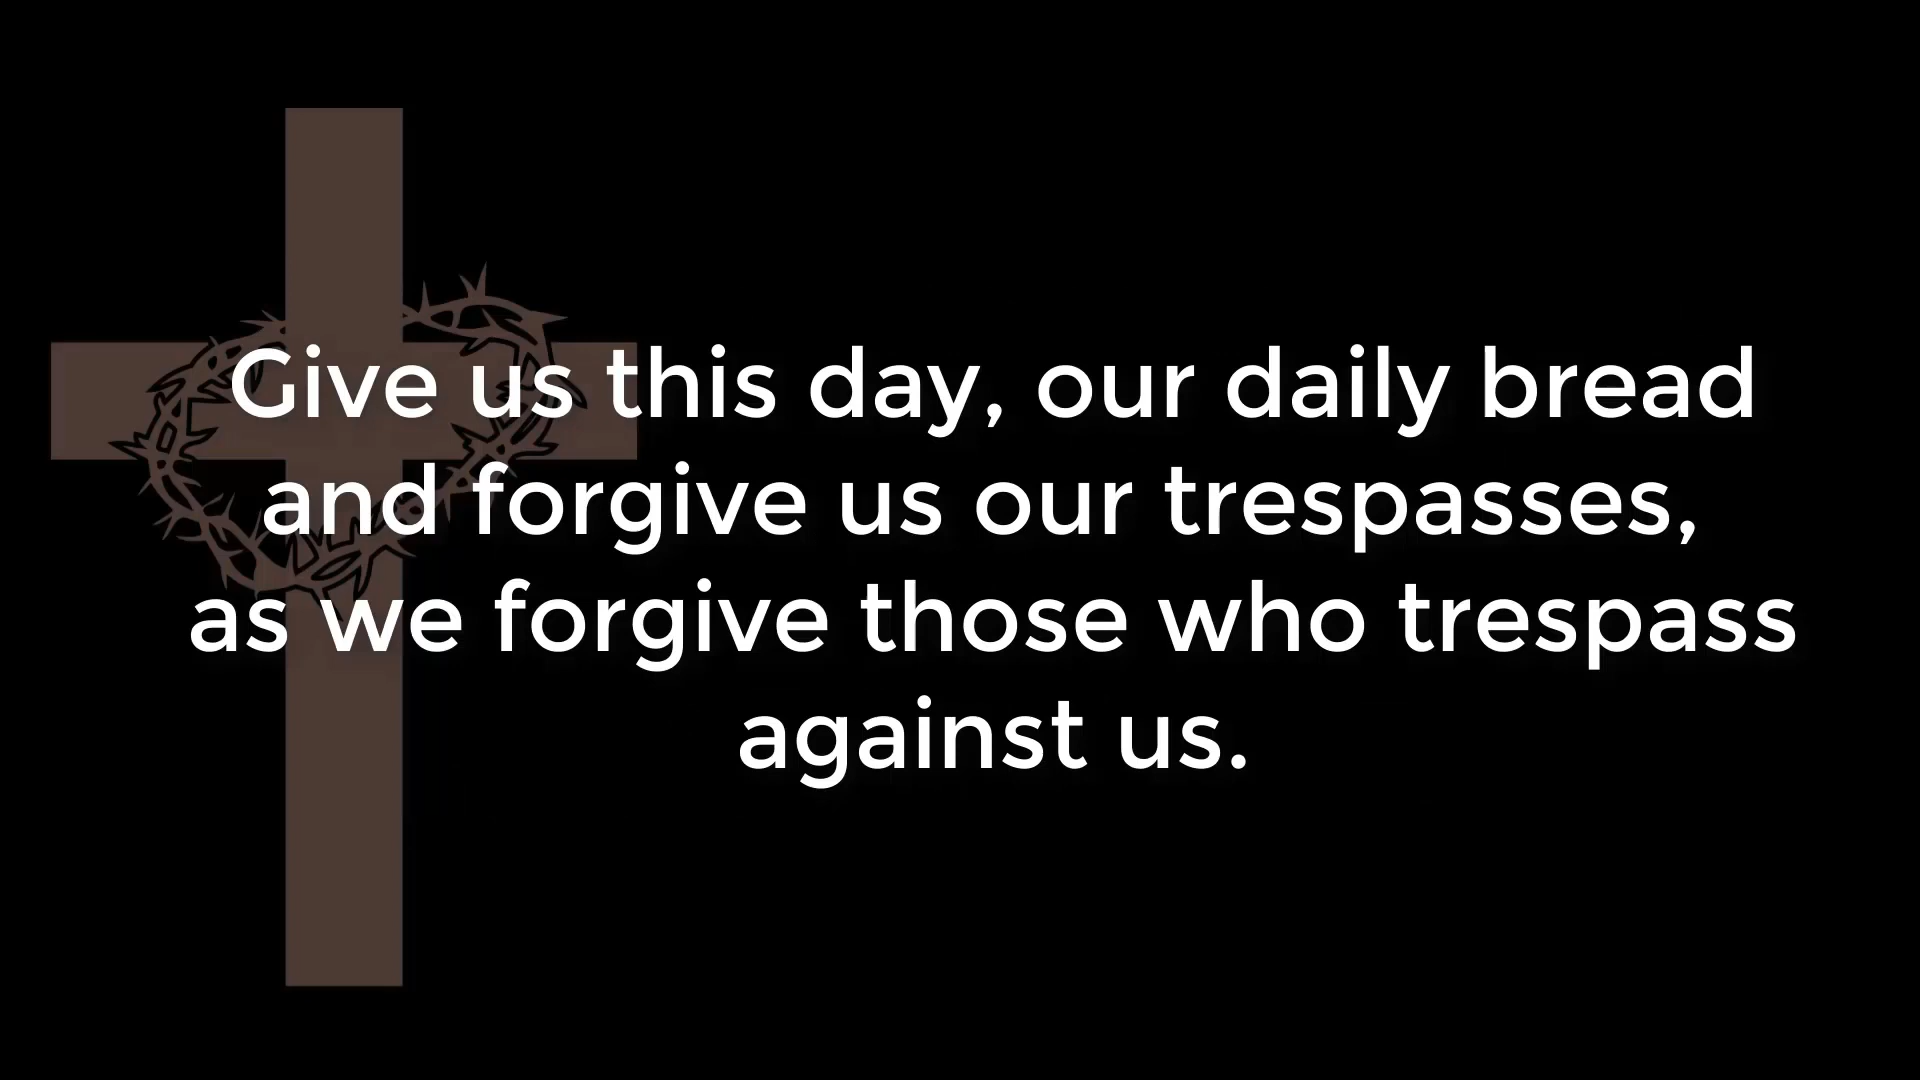 Give us this day, our daily bread
and forgive us our trespasses,
as we forgive those who trespass
against us.